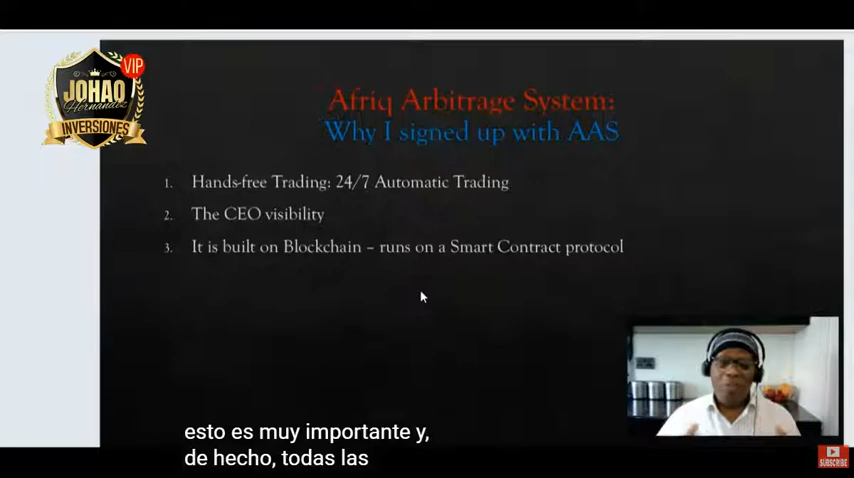 VIP
JOHAO
Hernandez
INVERSIONES
Afriq Arbitrage System:
Why I signed up with AAS
1. Hands-free Trading: 24/7 Automatic Trading
2. The CEO visibility
3. It is built on Blockchain – runs on a Smart Contract protocol
esto es muy importante y,
de hecho, todas las
SUBSCRIBE